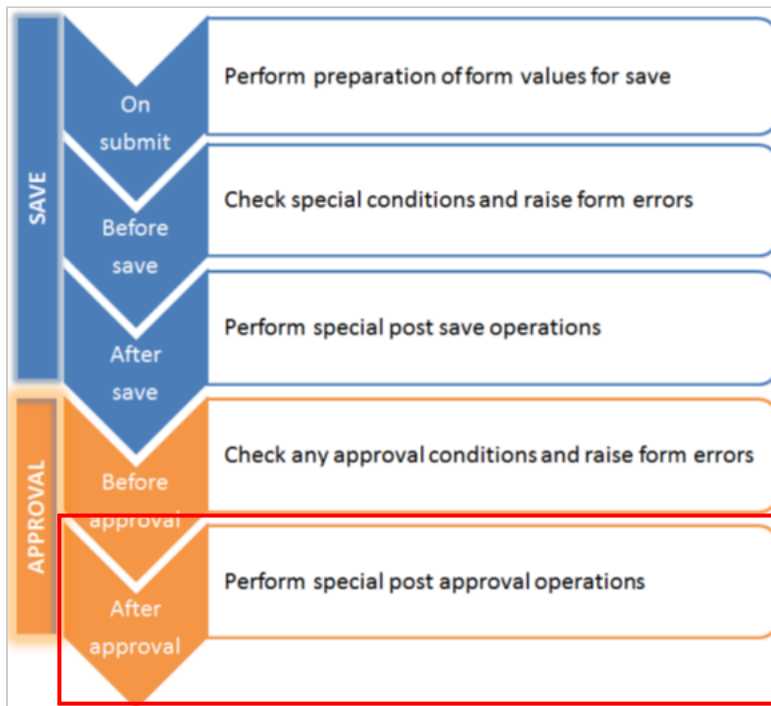 SAVE
On
submit
Perform preparation of form values for save
Before
save
Check special conditions and raise form errors
After
save
Perform special post save operations
APPROVAL
Before
approval
Check any approval conditions and raise form errors
After
approval
Perform special post approval operations